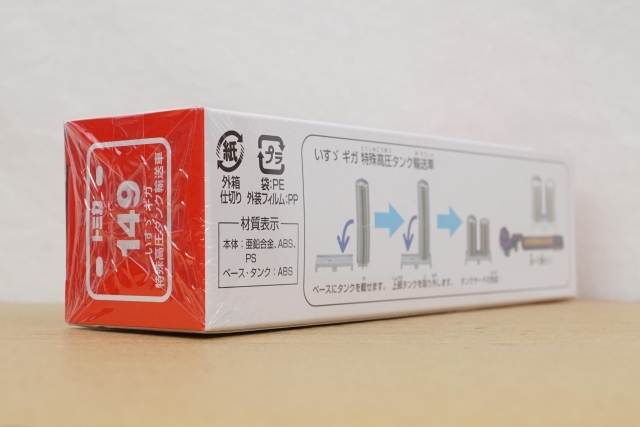 トミカ
149
いすゞ ギガ
特殊高圧タンク輸送車
紙
プラ
外箱
仕切り
袋:PE
外装フィルム:PP
材質表示
本体:亜鉛合金、ABS、
PS
ベース・タンク:ABS
いすゞ ギガ 特殊高圧タンク輸送車
ベースにタンクを載せます。
上側タンクを取り外します。